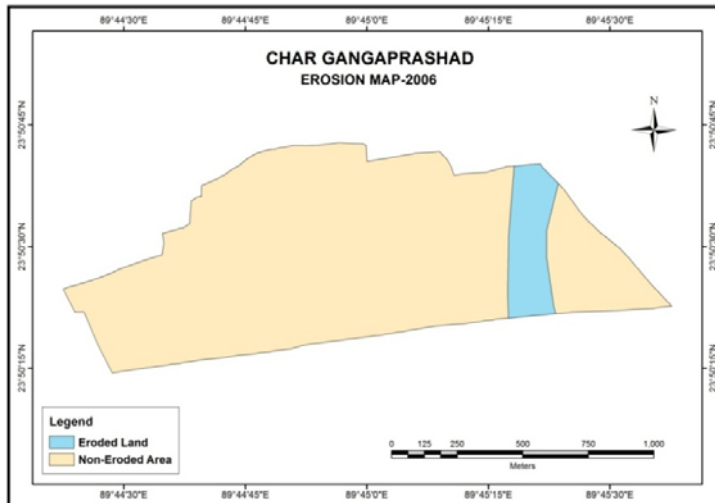 89°44'30"E 89°44'45"E 89°45'0"E 89°45'15"E 89°45'30"E
CHAR GANGAPRASHAD
EROSION MAP-2006
N
23°50'45"N 23°50'45"N
23°50'30"N 23°50'30"N
23°50'15"N 23°50'15"N
Legend
Eroded Land
Non-Eroded Area
0 125 250 500 750 1,000
Meters
89°44'30"E 89°44'45"E 89°45'0"E 89°45'15"E 89°45'30"E